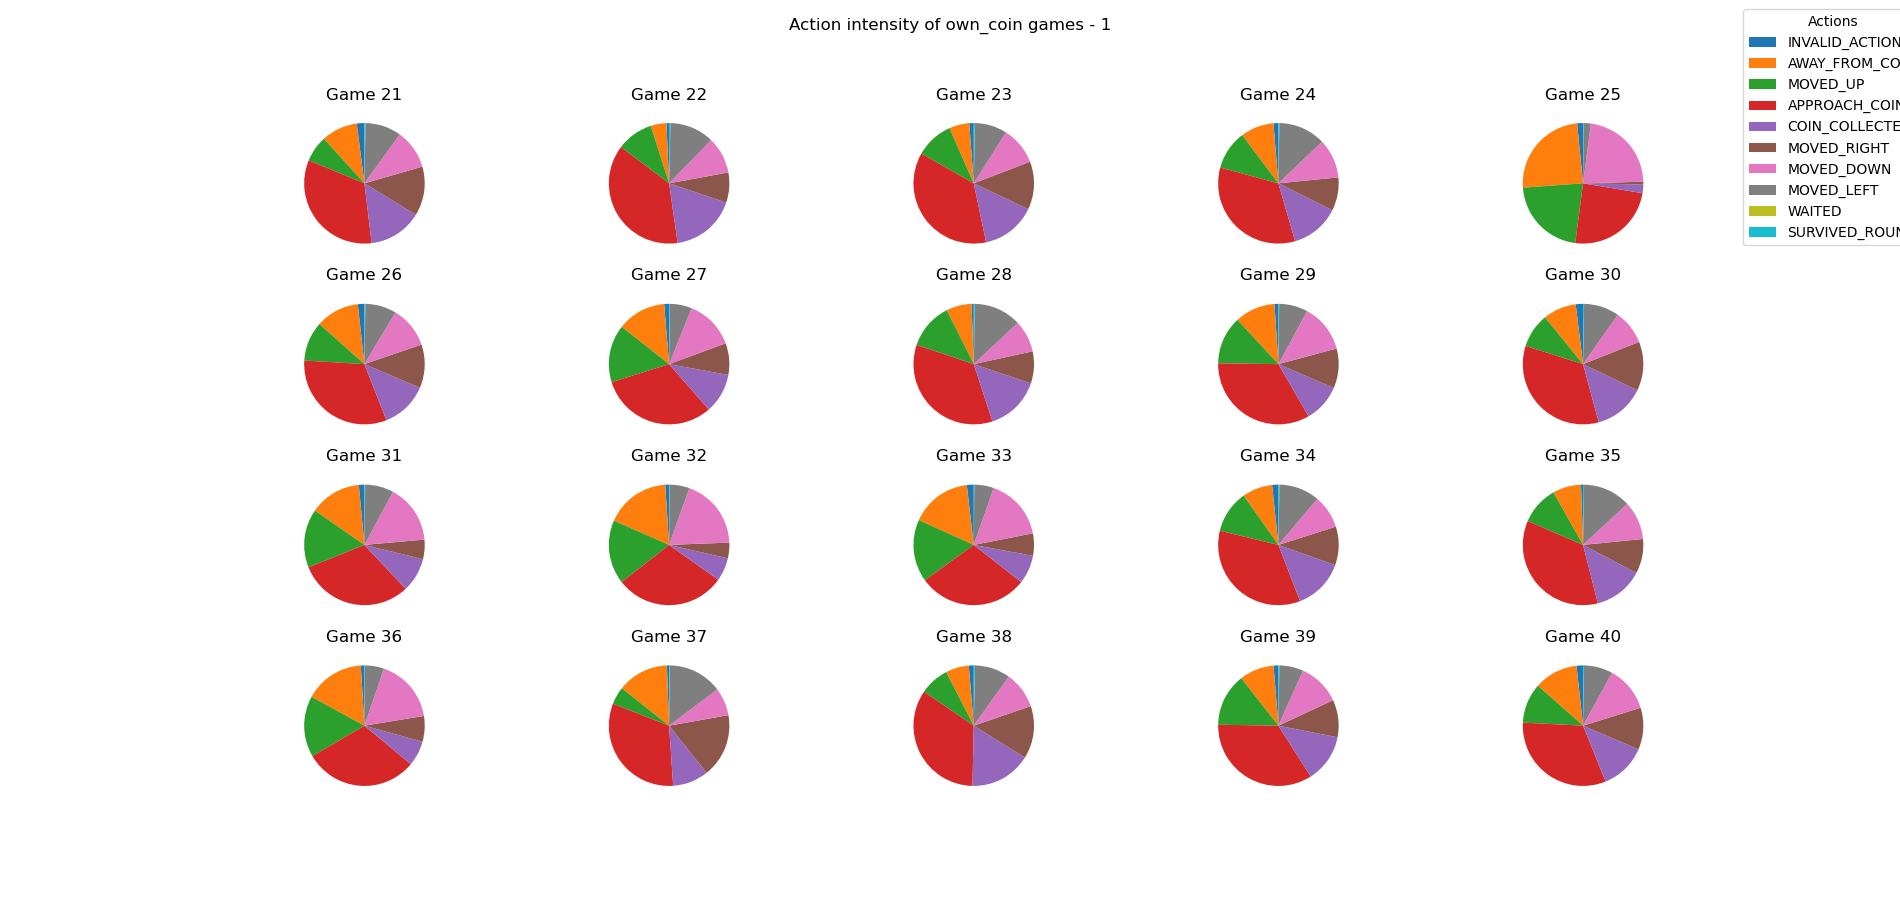 Action intensity of own_coin games - 1
Actions
INVALID_ACTION
AWAY_FROM_CO
MOVED_UP
APPROACH_COIN
COIN_COLLECTE
MOVED_RIGHT
MOVED_DOWN
MOVED_LEFT
WAITED
SURVIVED_ROUN
Game 21
Game 22
Game 23
Game 24
Game 25
Game 26
Game 27
Game 28
Game 29
Game 30
Game 31
Game 32
Game 33
Game 34
Game 35
Game 36
Game 37
Game 38
Game 39
Game 40